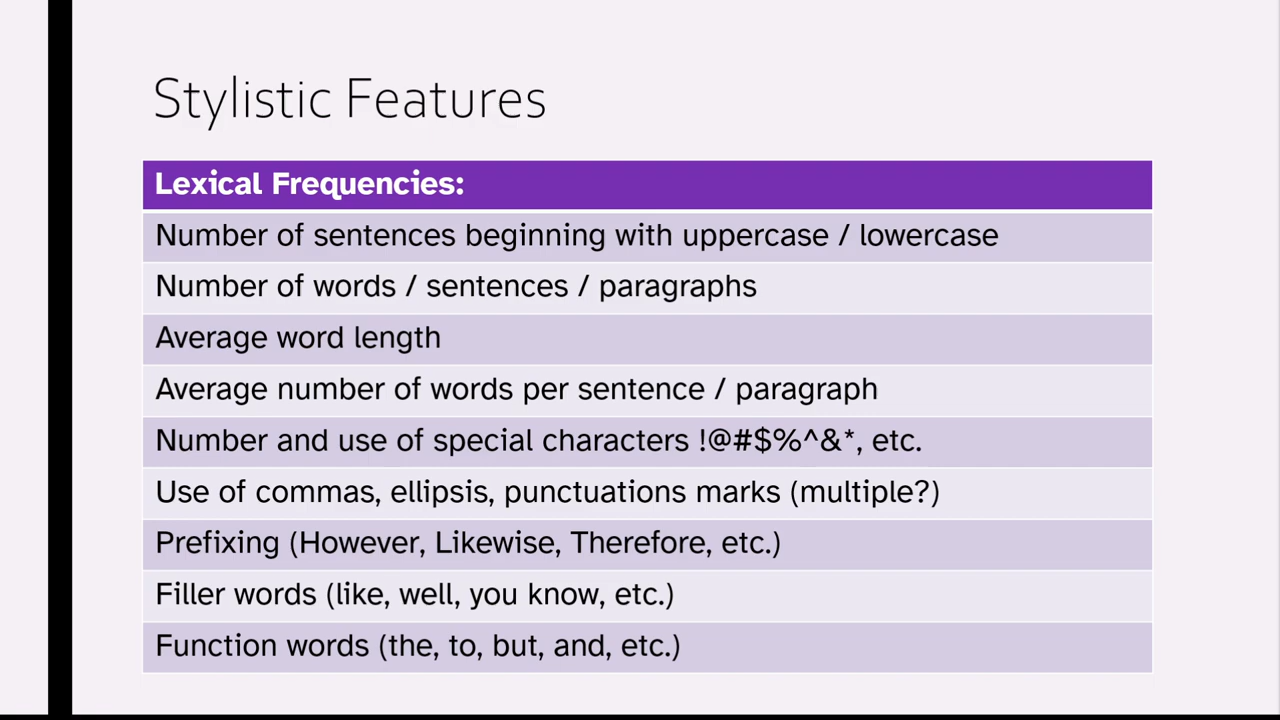 Stylistic Features
Lexical Frequencies:
Number of sentences beginning with uppercase / lowercase
Number of words / sentences / paragraphs
Average word length
Average number of words per sentence / paragraph
Number and use of special characters !@#$%^&*, etc.
Use of commas, ellipsis, punctuations marks (multiple?)
Prefixing (However, Likewise, Therefore, etc.)
Filler words (like, well, you know, etc.)
Function words (the, to, but, and, etc.)